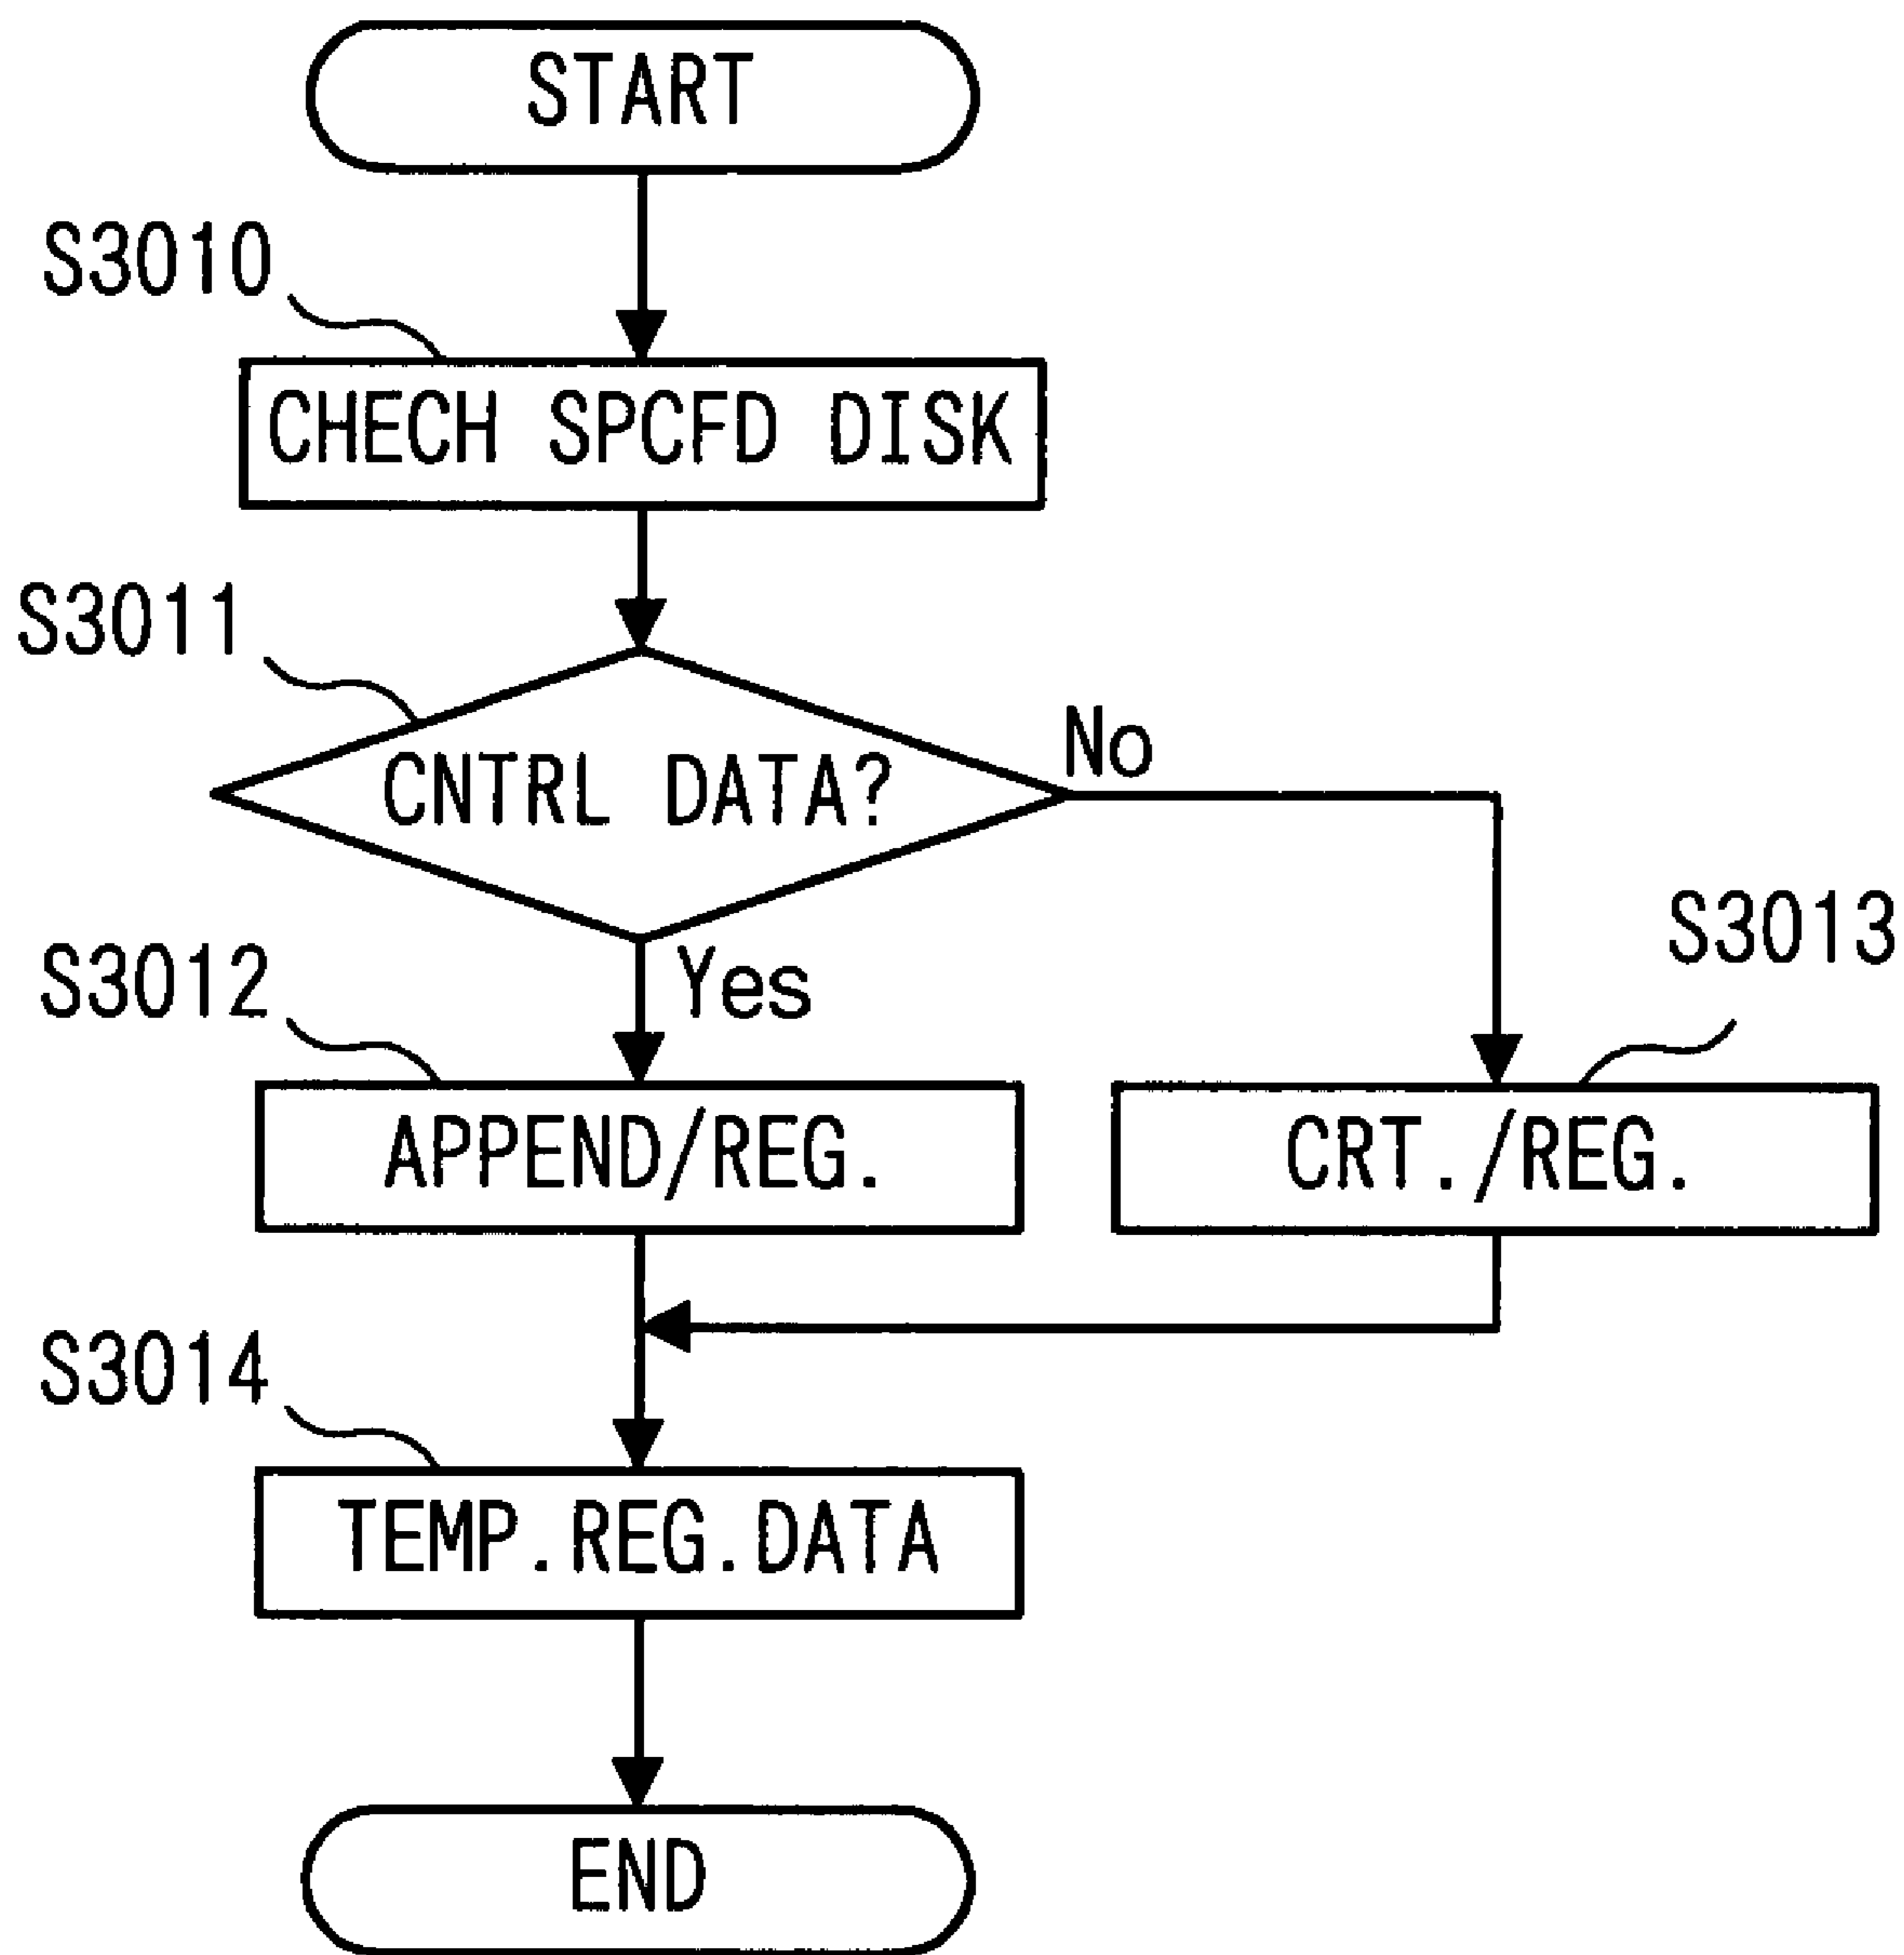 START
S3010
CHECH SPCFD DISK
S3011
CNTRL DATA?
No
Yes
S3012
S3013
APPEND/REG.
CRT./REG.
S3014
TEMP.REG.DATA
END